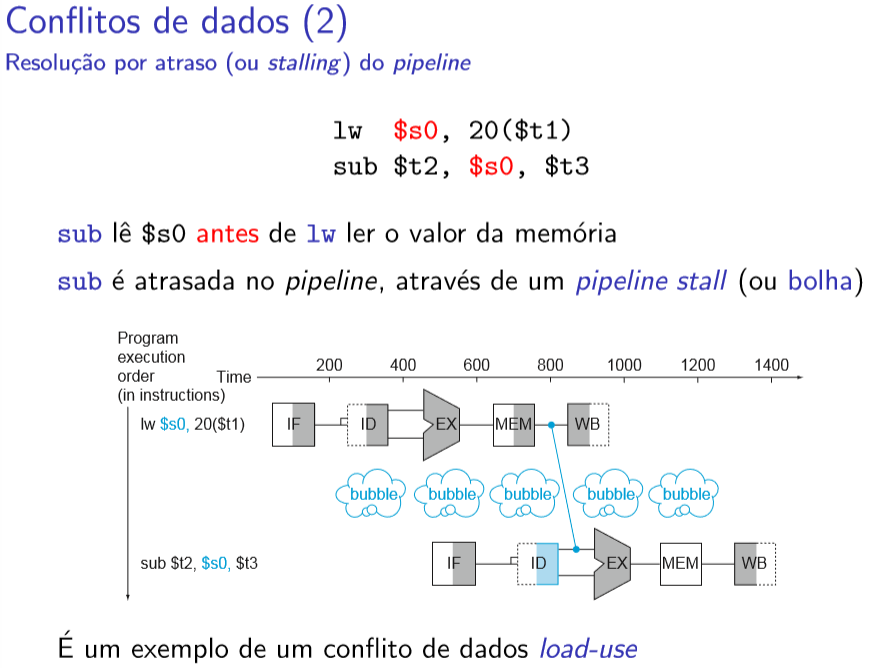 Conflitos de dados (2)
Resolução por atraso (ou stalling) do pipeline
lw $s0, 20($t1)
sub $t2, $s0, $t3
sub lê $s0 antes de lw ler o valor da memória
sub é atrasada no pipeline, através de um pipeline stall (ou bolha)
Program
execution
order
(in instructions)
Time
200 400 600 800 1000 1200 1400
lw $s0, 20($t1)
IF ID EX MEM WB
bubble bubble bubble bubble bubble
sub $t2, $s0, $t3
IF ID EX MEM WB
É um exemplo de um conflito de dados load-use